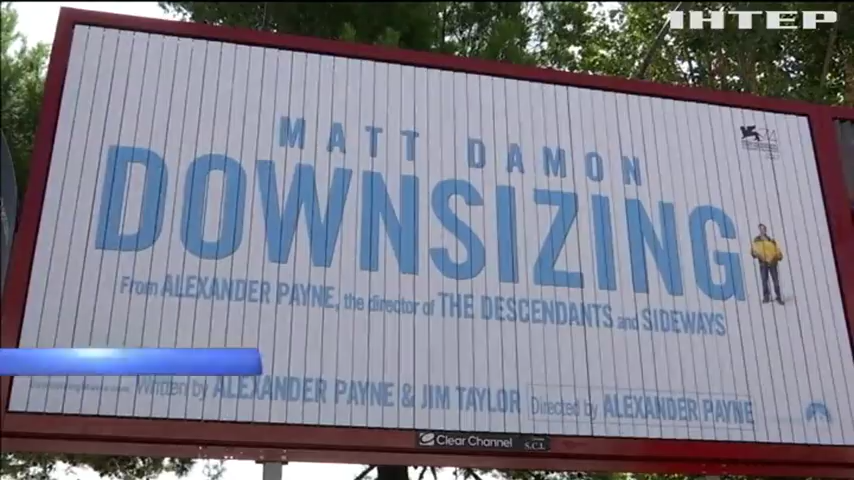 ІНТЕР
MATT DAMON
DOWNSIZING
From ALEXANDER PAYNE, the director of THE DESCENDANTS and SIDEWAYS
Written by ALEXANDER PAYNE & JIM TAYLOR Directed by ALEXANDER PAYNE
Clear Channel
S.C.I.